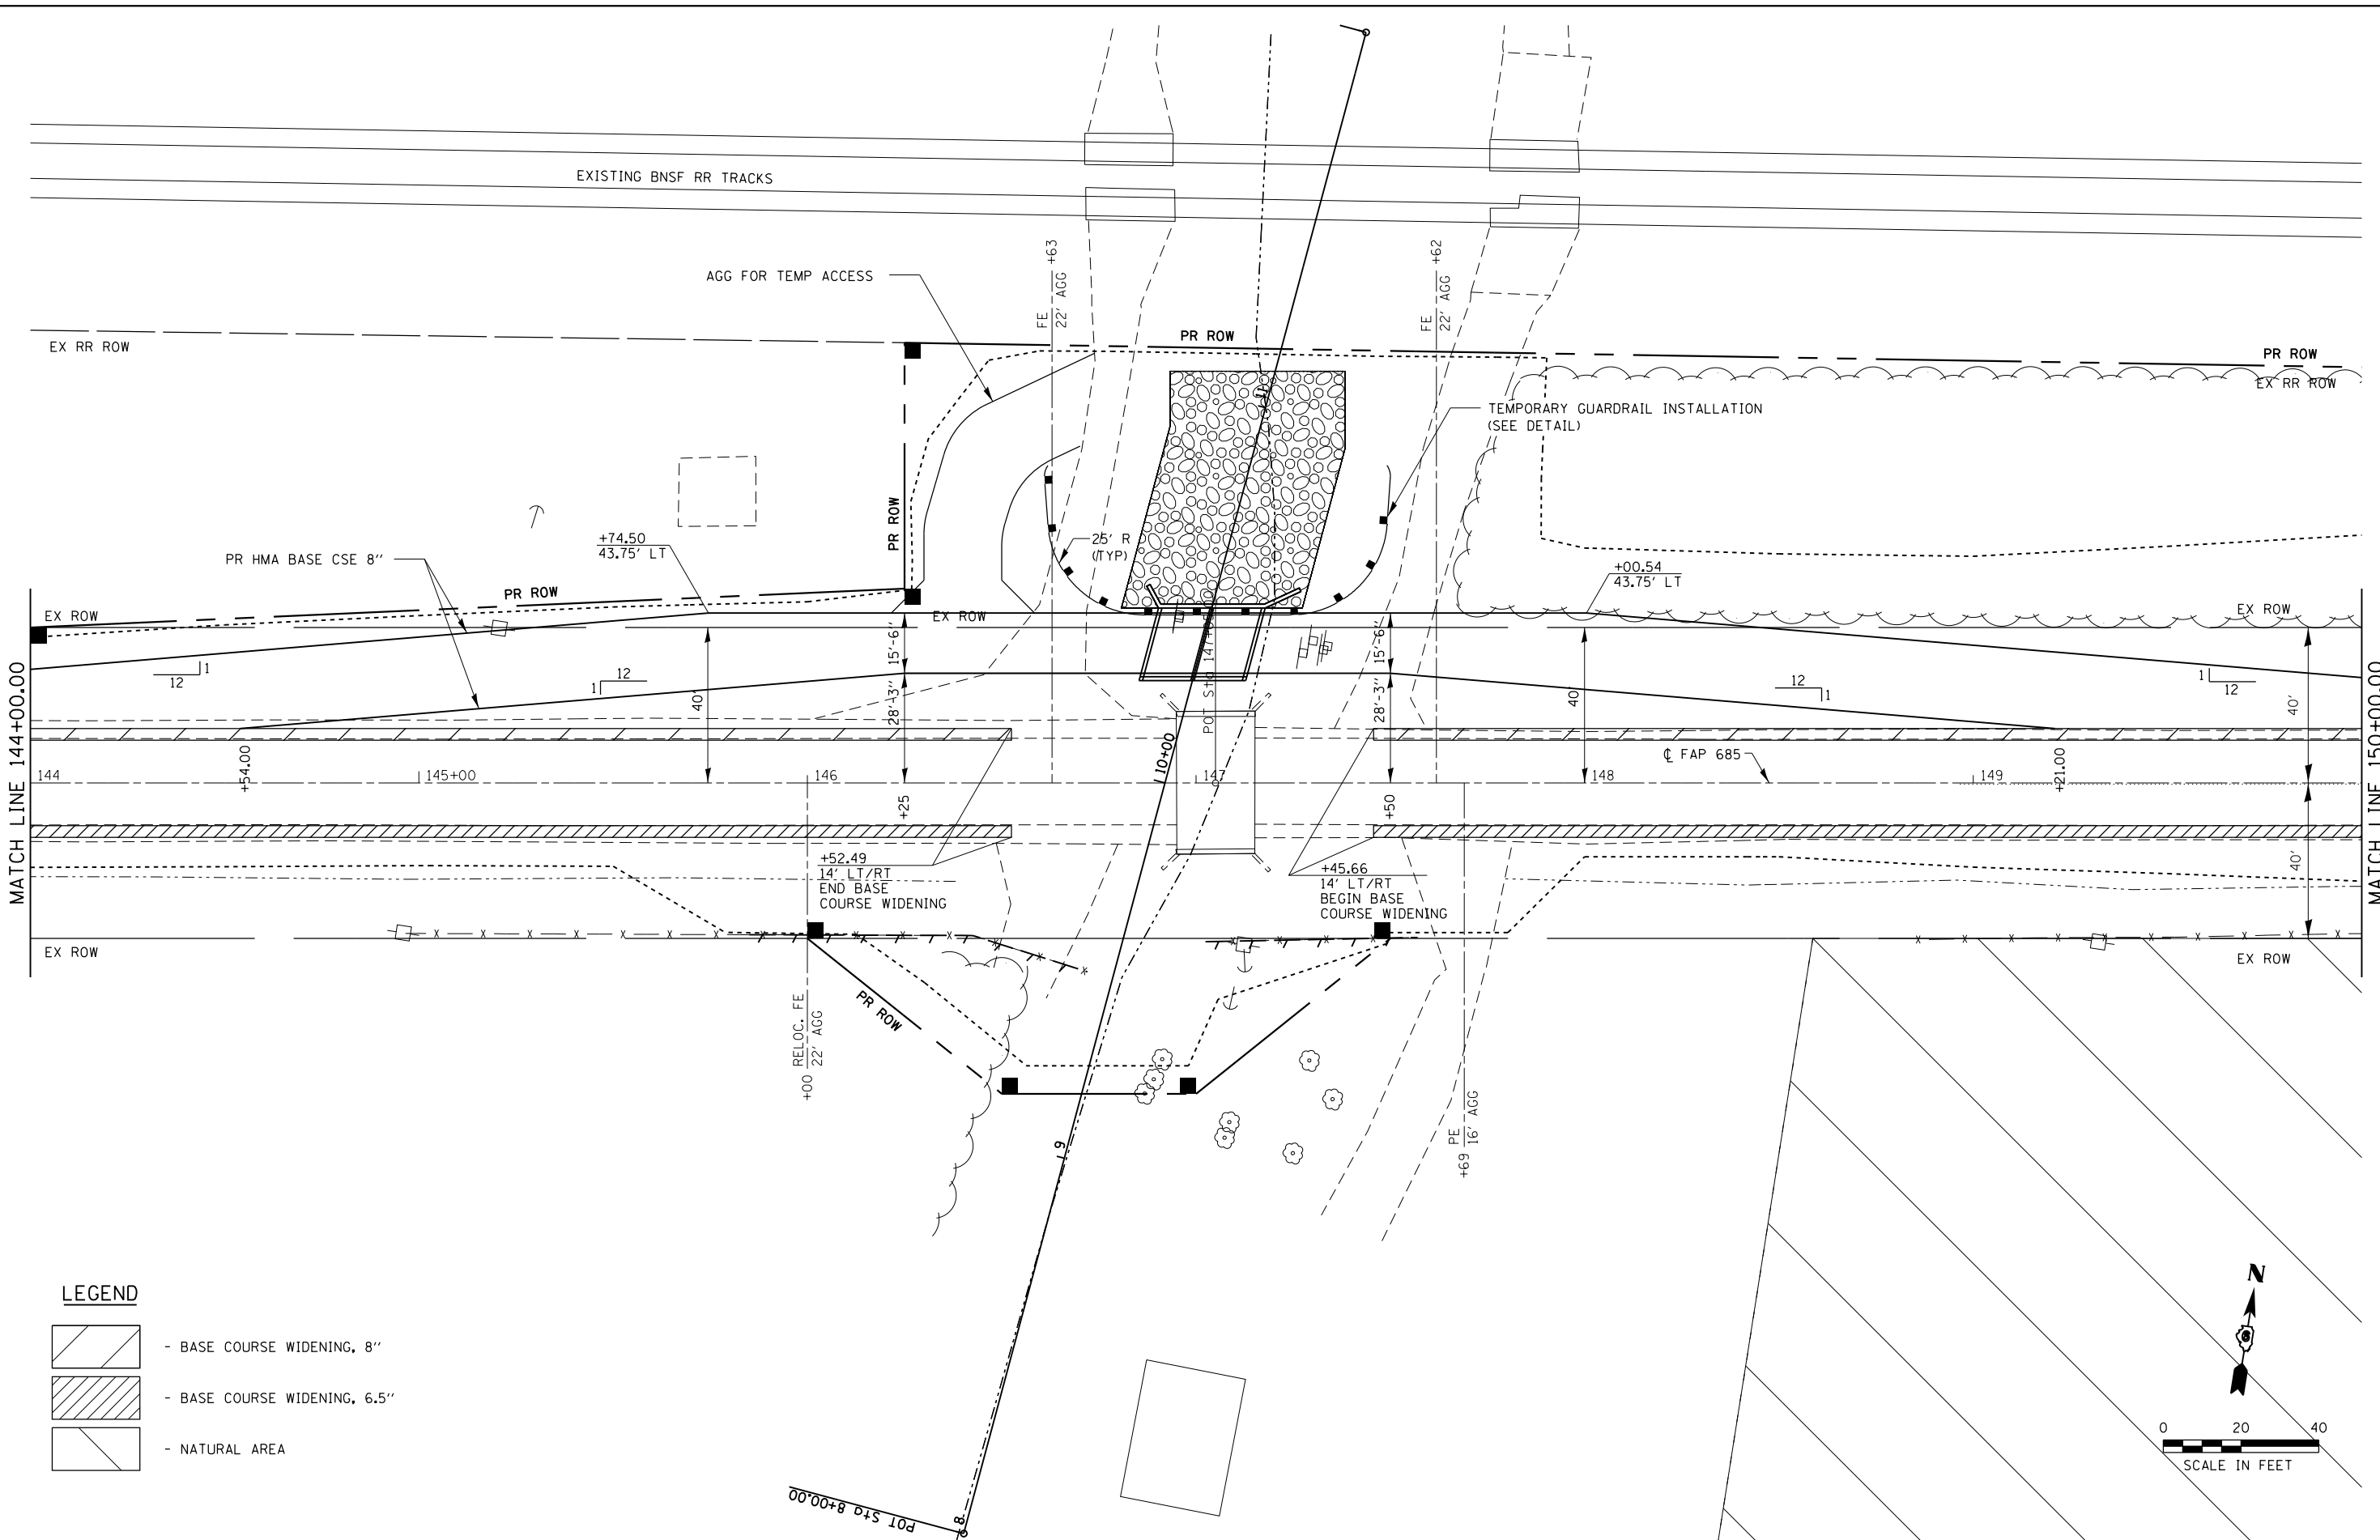 EXISTING BNSF RR TRACKS
AGG FOR TEMP ACCESS
FE +63
22' AGG
FE +62
22' AGG
EX RR ROW
PR ROW
PR ROW
EX RR ROW
TEMPORARY GUARDRAIL INSTALLATION
(SEE DETAIL)
11
PR ROW
25' R
(TYP)
+74.50
43.75' LT
PR HMA BASE CSE 8''
+00.54
43.75' LT
PR ROW
EX ROW
EX ROW
EX ROW
MATCH LINE 144+00.00
MATCH LINE 150+00.00
1
12
12
1
40'
15'-6''
28'-3''
POT Sta 147+05.00
15'-6''
28'-3''
40'
12
1
1
12
40'
10+00
℄ FAP 685
144
+54.00
145+00
146
+25
147
+50
148
149
+21.00
+52.49
14' LT/RT
END BASE
COURSE WIDENING
+45.66
14' LT/RT
BEGIN BASE
COURSE WIDENING
40'
EX ROW
EX ROW
PR ROW
+00 RELOC. FE
22' AGG
+69 PE
16' AGG
9
N
LEGEND
- BASE COURSE WIDENING, 8''
- BASE COURSE WIDENING, 6.5''
- NATURAL AREA
0 20 40
SCALE IN FEET
POT Sta 8+00.00
8